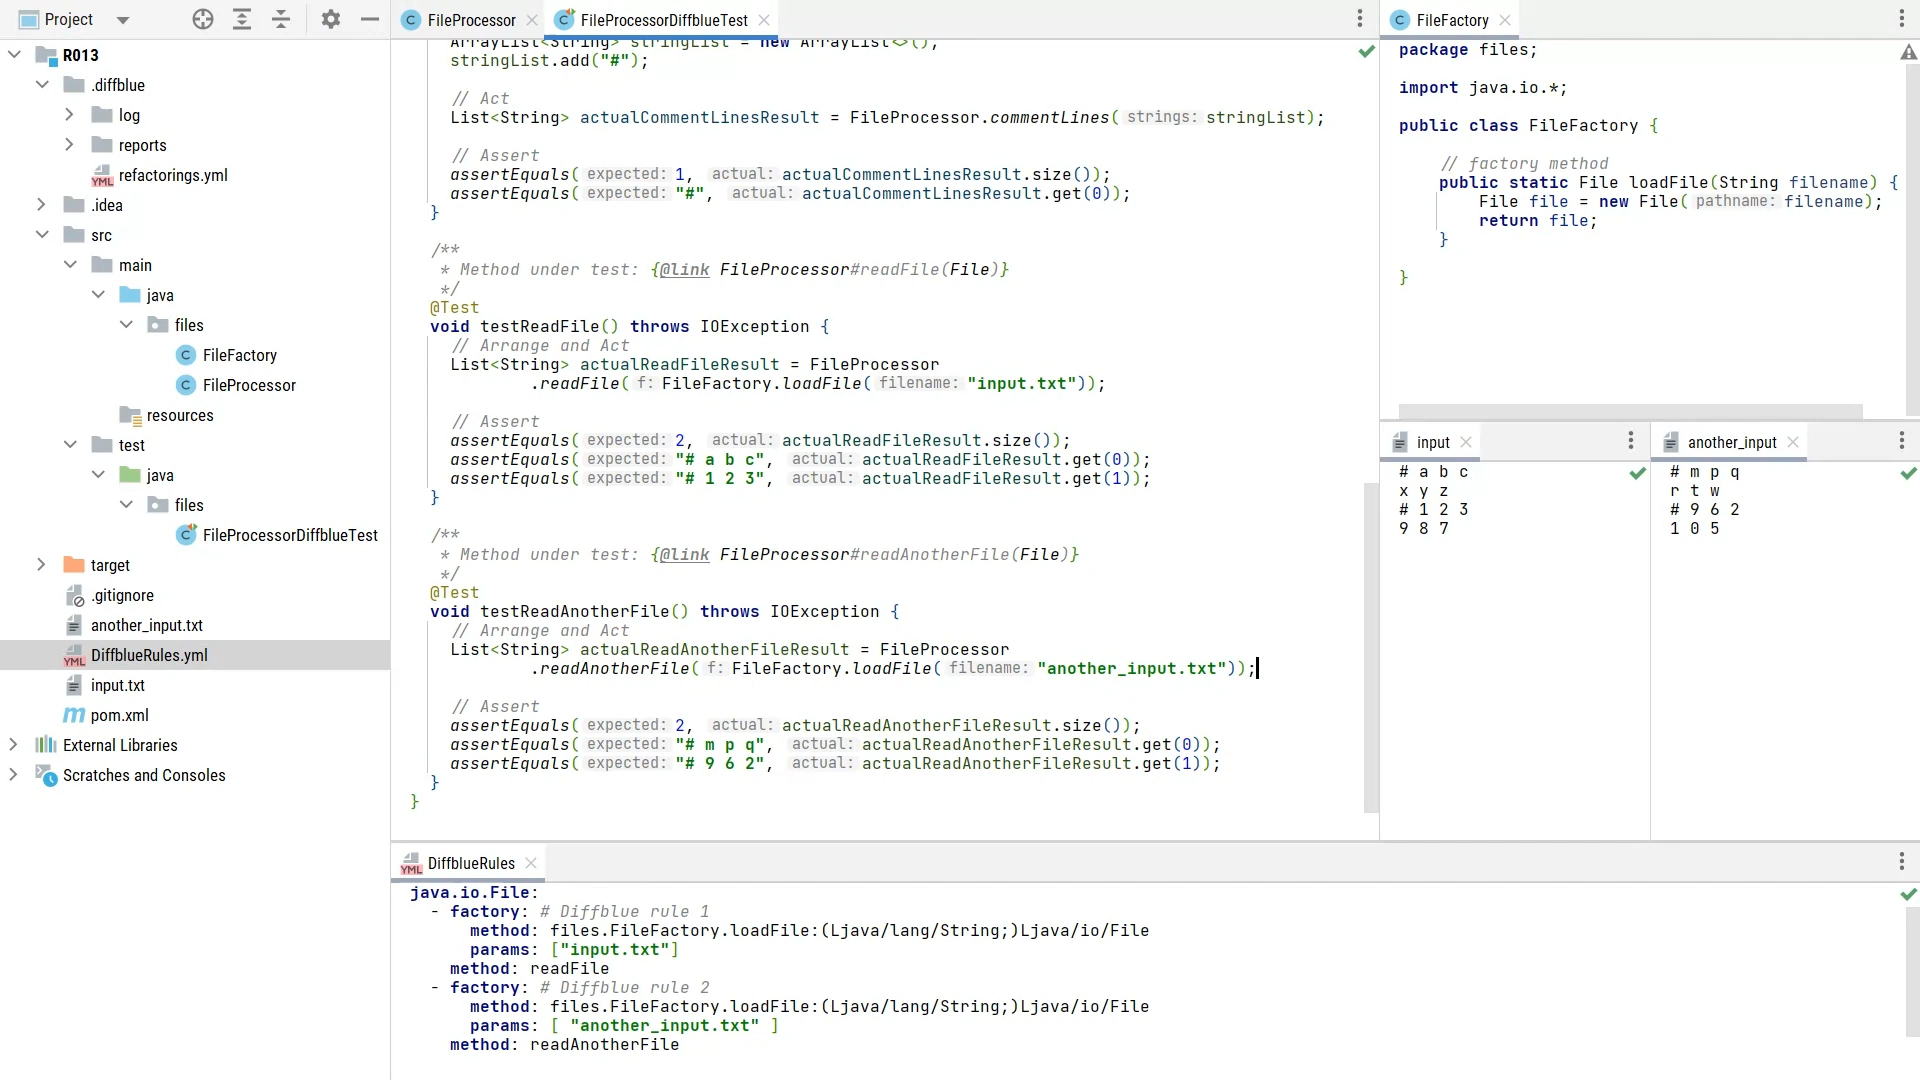 Project
R013
.diffblue
log
reports
refactorings.yml
.idea
src
main
java
files
FileFactory
FileProcessor
resources
test
java
files
FileProcessorDiffblueTest
target
.gitignore
another_input.txt
DiffblueRules.yml
input.txt
pom.xml
External Libraries
Scratches and Consoles
FileProcessor
FileProcessorDiffblueTest
ArrayList<String> stringList = new ArrayList<>();
stringList.add("#");
// Act
List<String> actualCommentLinesResult = FileProcessor.commentLines( strings: stringList);
// Assert
assertEquals( expected: 1, actual: actualCommentLinesResult.size());
assertEquals( expected: "#", actual: actualCommentLinesResult.get(0));
}
/**
* Method under test: {@link FileProcessor#readFile(File)}
*/
@Test
void testReadFile() throws IOException {
// Arrange and Act
List<String> actualReadFileResult = FileProcessor
.readFile( f: FileFactory.loadFile( filename: "input.txt"));
// Assert
assertEquals( expected: 2, actual: actualReadFileResult.size());
assertEquals( expected: "# a b c", actual: actualReadFileResult.get(0));
assertEquals( expected: "# 1 2 3", actual: actualReadFileResult.get(1));
}
/**
* Method under test: {@link FileProcessor#readAnotherFile(File)}
*/
@Test
void testReadAnotherFile() throws IOException {
// Arrange and Act
List<String> actualReadAnotherFileResult = FileProcessor
.readAnotherFile( f: FileFactory.loadFile( filename: "another_input.txt"));
// Assert
assertEquals( expected: 2, actual: actualReadAnotherFileResult.size());
assertEquals( expected: "# m p q", actual: actualReadAnotherFileResult.get(0));
assertEquals( expected: "# 9 6 2", actual: actualReadAnotherFileResult.get(1));
}
}
FileFactory
package files;
import java.io.*;
public class FileFactory {
// factory method
public static File loadFile(String filename) {
File file = new File( pathname: filename);
return file;
}
}
input
# a b c
x y z
# 1 2 3
9 8 7
another_input
# m p q
r t w
# 9 6 2
1 0 5
YML DiffblueRules
java.io.File:
- factory: # Diffblue rule 1
method: files.FileFactory.loadFile:(Ljava/lang/String;)Ljava/io/File
params: ["input.txt"]
method: readFile
- factory: # Diffblue rule 2
method: files.FileFactory.loadFile:(Ljava/lang/String;)Ljava/io/File
params: [ "another_input.txt" ]
method: readAnotherFile